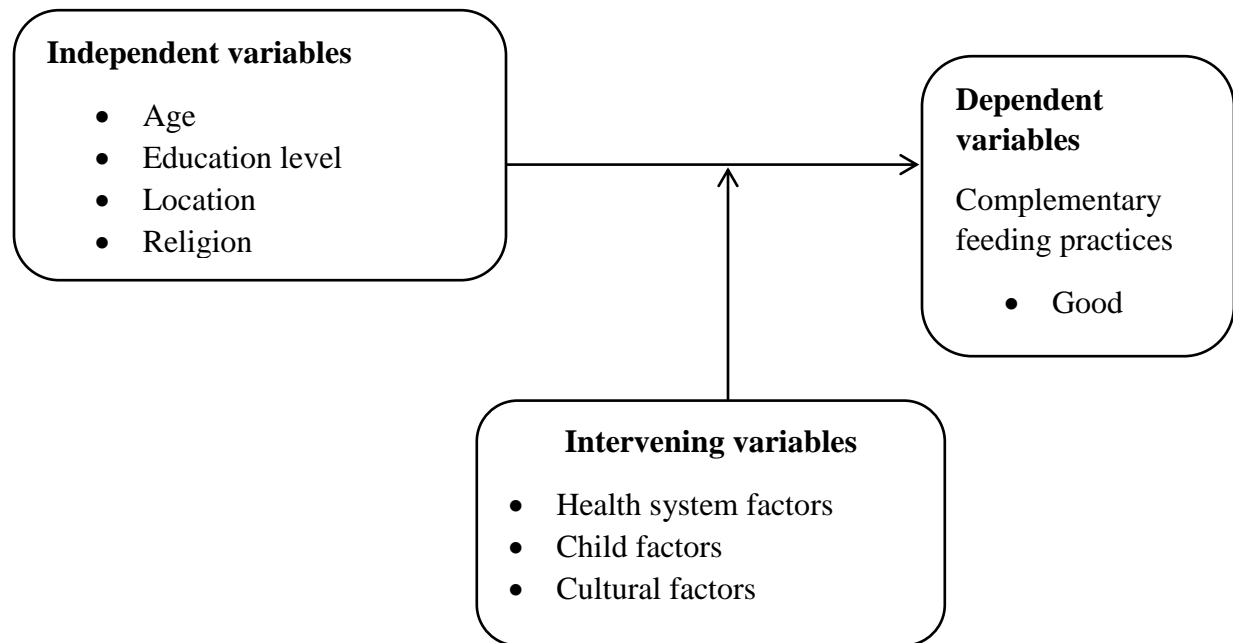 Independent variables
• Age
• Education level
• Location
• Religion
Dependent
variables
Complementary
feeding practices
• Good
Intervening variables
• Health system factors
• Child factors
• Cultural factors